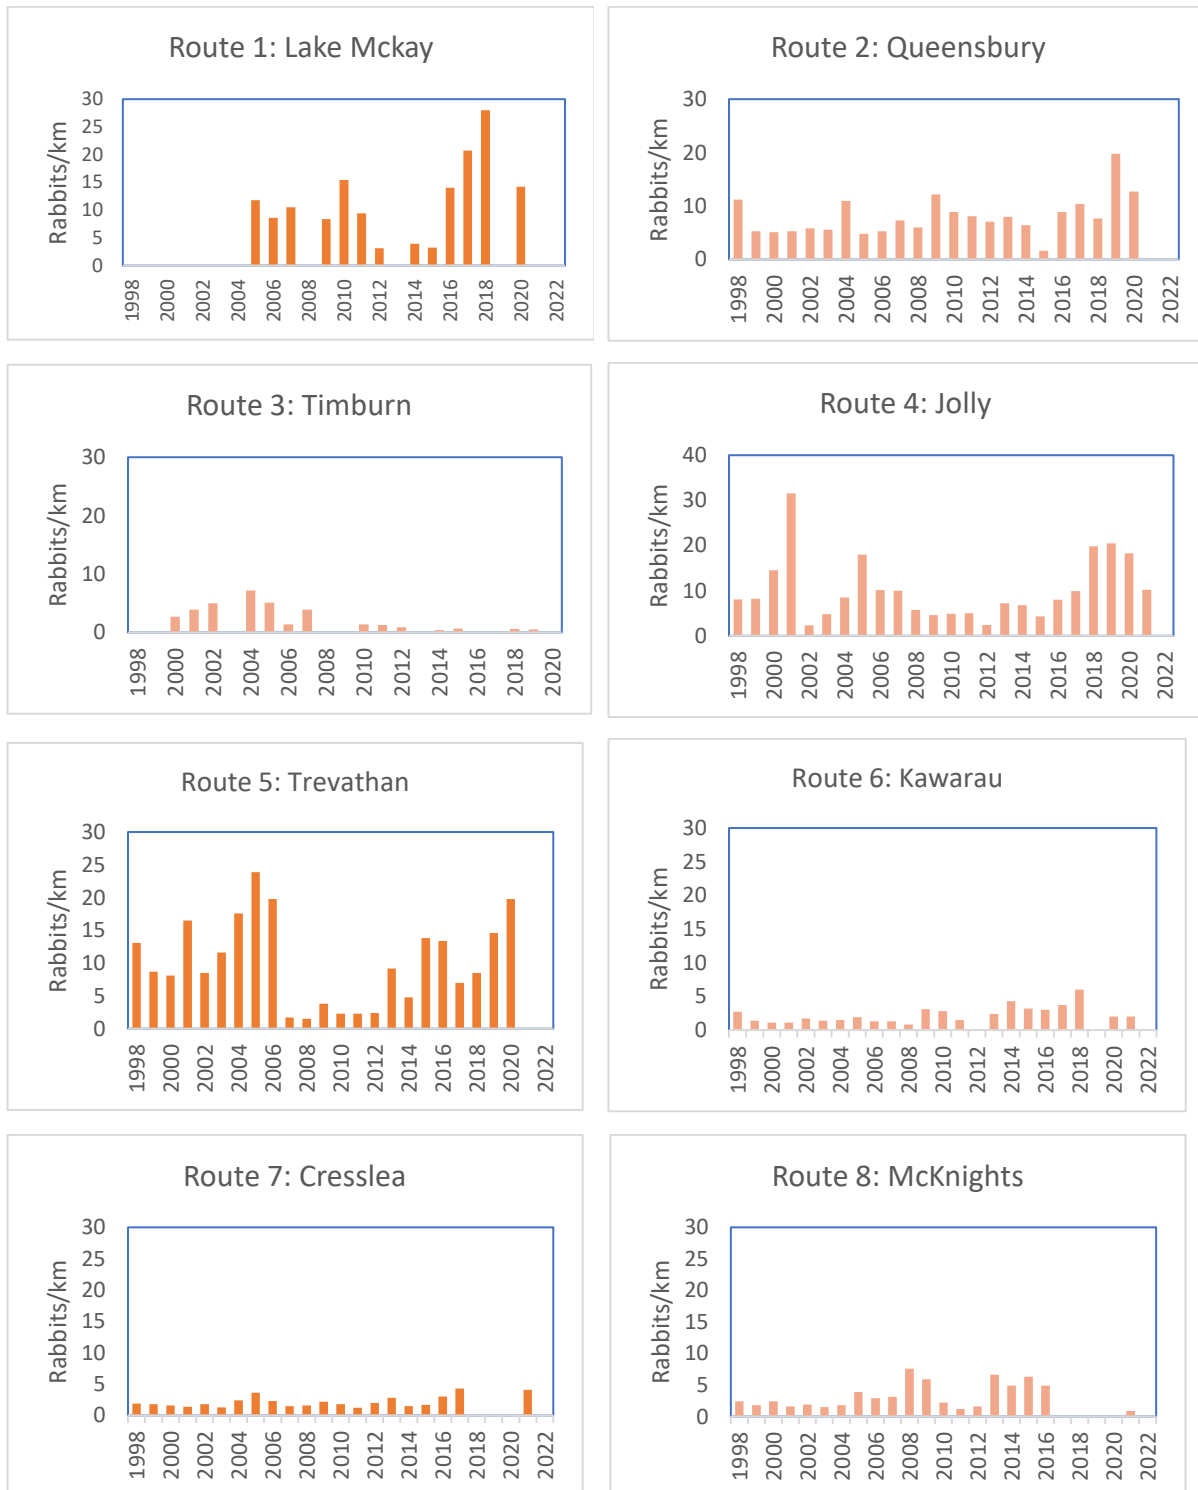 Route 1: Lake Mckay
Rabbits/km
30
25
20
15
10
5
0
1998 2000 2002 2004 2006 2008 2010 2012 2014 2016 2018 2020 2022
Route 2: Queensbury
Rabbits/km
30
20
10
0
1998 2000 2002 2004 2006 2008 2010 2012 2014 2016 2018 2020 2022
Route 3: Timburn
Rabbits/km
30
20
10
0
1998 2000 2002 2004 2006 2008 2010 2012 2014 2016 2018 2020
Route 4: Jolly
Rabbits/km
40
30
20
10
0
1998 2000 2002 2004 2006 2008 2010 2012 2014 2016 2018 2020 2022
Route 5: Trevathan
Rabbits/km
30
25
20
15
10
5
0
1998 2000 2002 2004 2006 2008 2010 2012 2014 2016 2018 2020 2022
Route 6: Kawarau
Rabbits/km
30
25
20
15
10
5
0
1998 2000 2002 2004 2006 2008 2010 2012 2014 2016 2018 2020 2022
Route 7: Cresslea
Rabbits/km
30
25
20
15
10
5
0
1998 2000 2002 2004 2006 2008 2010 2012 2014 2016 2018 2020 2022
Route 8: McKnights
Rabbits/km
30
25
20
15
10
5
0
1998 2000 2002 2004 2006 2008 2010 2012 2014 2016 2018 2020 2022